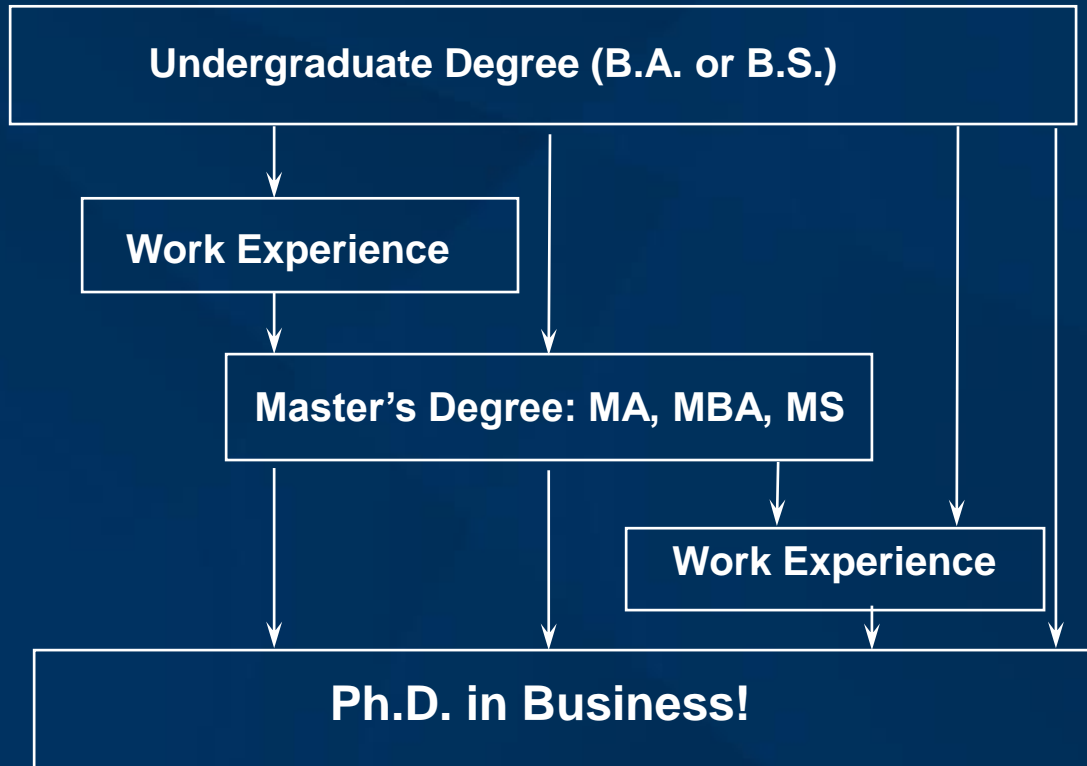 Undergraduate Degree (B.A. or B.S.)
Work Experience
Master’s Degree: MA, MBA, MS
Work Experience
Ph.D. in Business!